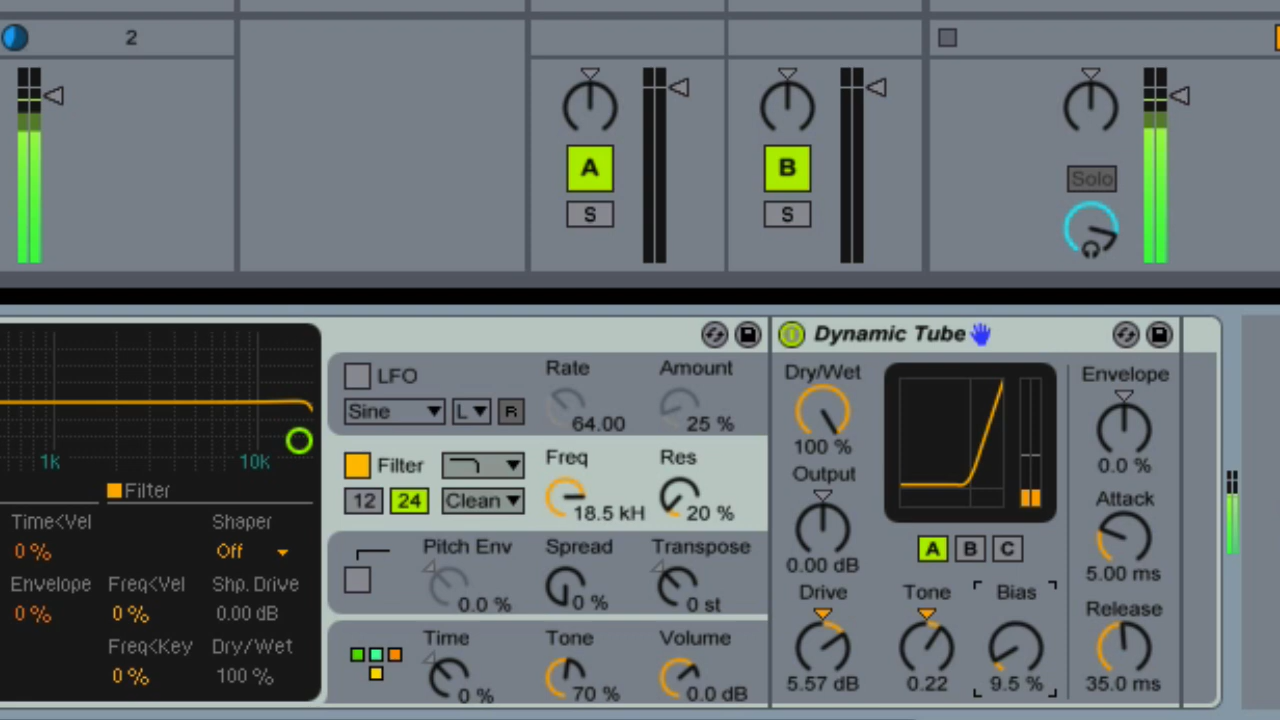 2
A
B
S
S
Solo
Dynamic Tube
LFO
Rate
Amount
Sine
L
R
64.00
25 %
Filter
Freq
Res
12
24
Clean
18.5 kH
20 %
Pitch Env
Spread
Transpose
0.0 %
0 %
0 st
Time
Tone
Volume
0 %
70 %
0.0 dB
1K
10K
Filter
Time<Vel
Shaper
0 %
Off
Envelope
Freq<Vel
Shp. Drive
0 %
0 %
0.00 dB
Freq<Key
Dry/Wet
0 %
100 %
Dry/Wet
100 %
Output
0.00 dB
Drive
5.57 dB
A
B
C
Tone
Bias
0.22
9.5 %
Envelope
0.0 %
Attack
5.00 ms
Release
35.0 ms